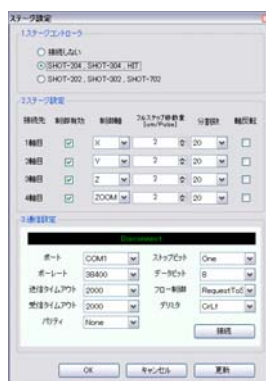 ステージ設定
1.ステージコントローラ
接続しない
SHOT-204 , SHOT-304 , HIT
SHOT-202 , SHOT-302 , SHOT-702
2.ステージ設定
接続先 制御有効 制御軸 フルステップ移動量 [um/Pulse] 分割数 軸反転
1軸目 X 2 20
2軸目 Y 2 20
3軸目 Z 2 20
4軸目 ZOOM 2 20
3.通信設定
Disconnect
ポート COM1 ストップビット One
ボーレート 38400 データビット 8
送信タイムアウト 2000 フロー制御 RequestToS
受信タイムアウト 2000 デリミタ CrLf
パリティ None
接続
OK キャンセル 更新